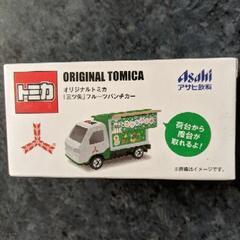 トミカ
ORIGINAL TOMICA
オリジナルトミカ
「三ツ矢」フルーツパンチカー
Asahi
アサヒ飲料
荷台から
屋台が
取れるよ!
※画像はイメージです。